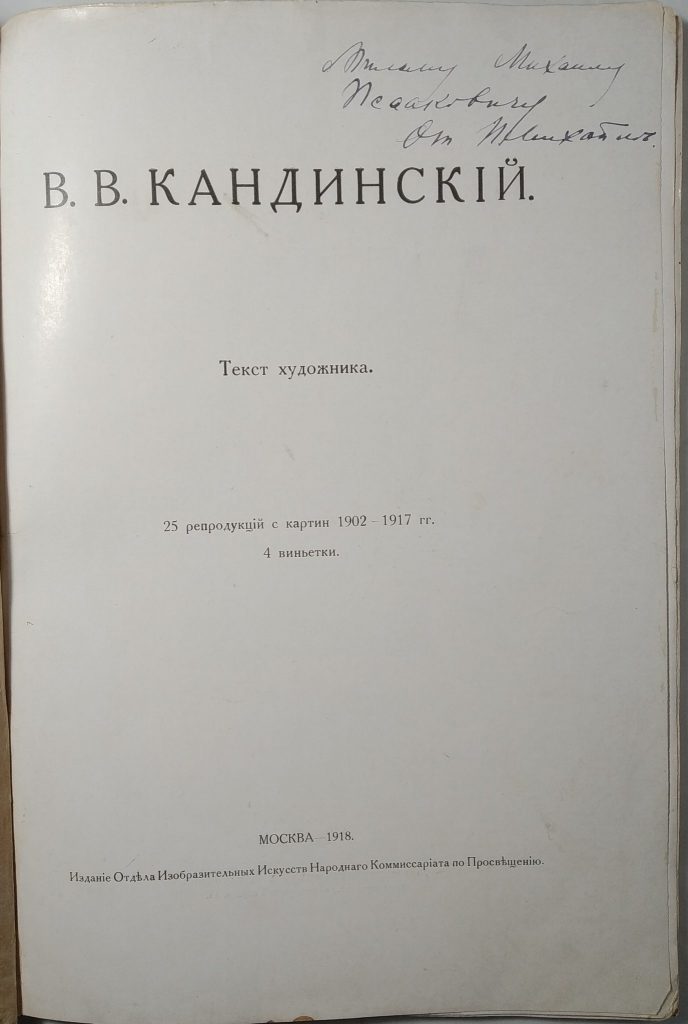 Милому Михаилу
Исааковичу
От
В. В. КАНДИНСКІЙ.
Текст художника.
25 репродукцій с картин 1902–1917 гг.
4 виньетки.
МОСКВА—1918.
Изданіе Отдѣла Изобразительных Искусств Народнаго Коммиссаріата по Просвѣщенію.